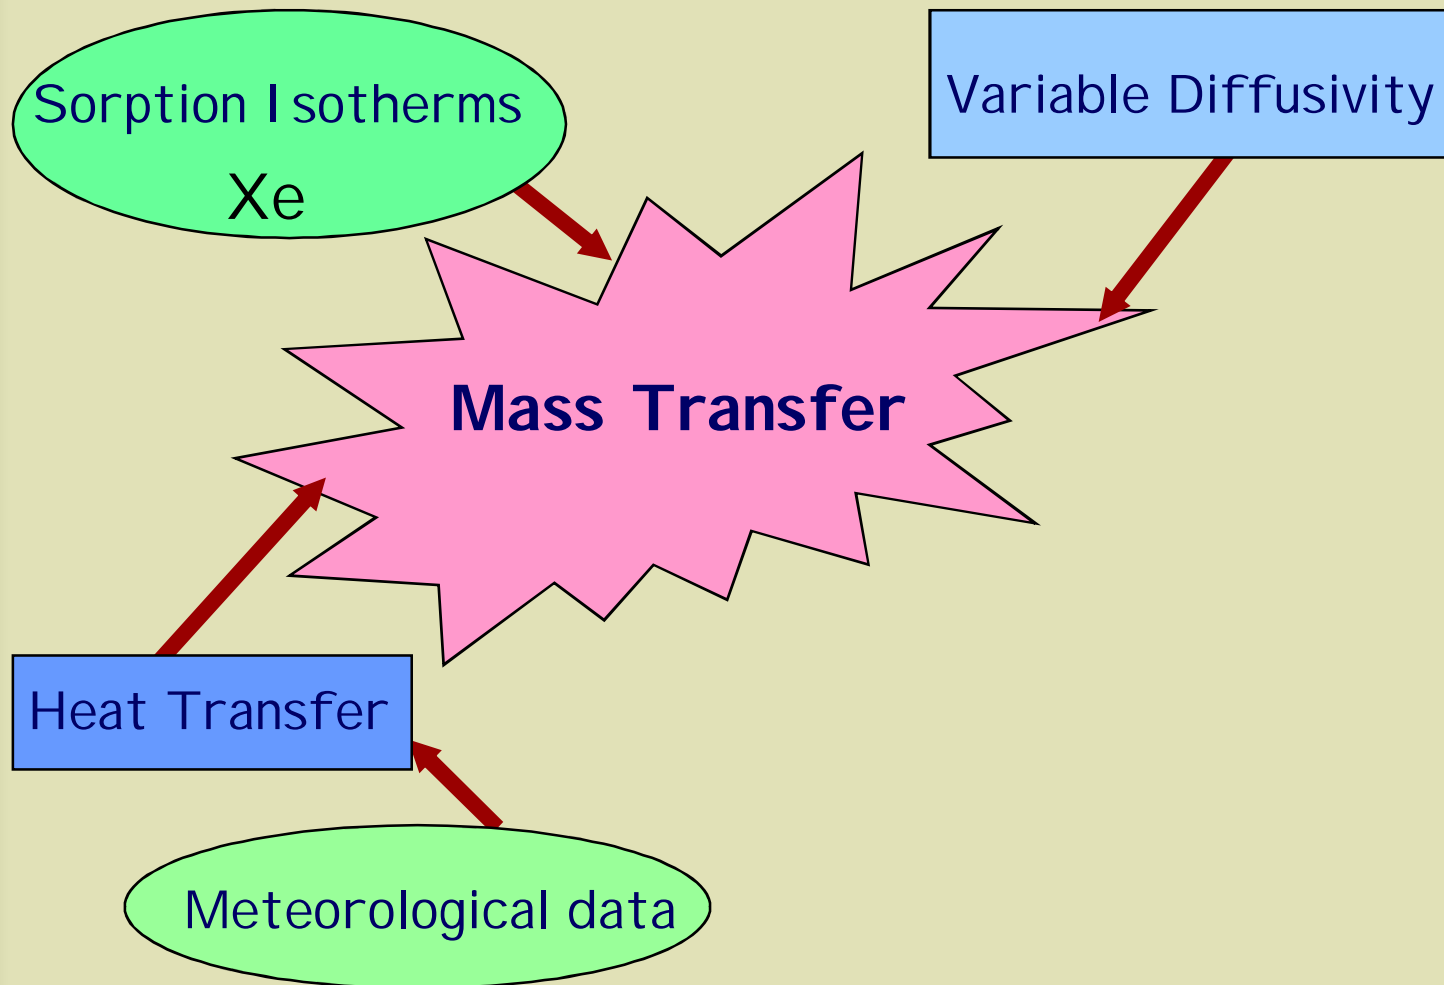 Sorption Isotherms
Xe
Variable Diffusivity
Mass Transfer
Heat Transfer
Meteorological data